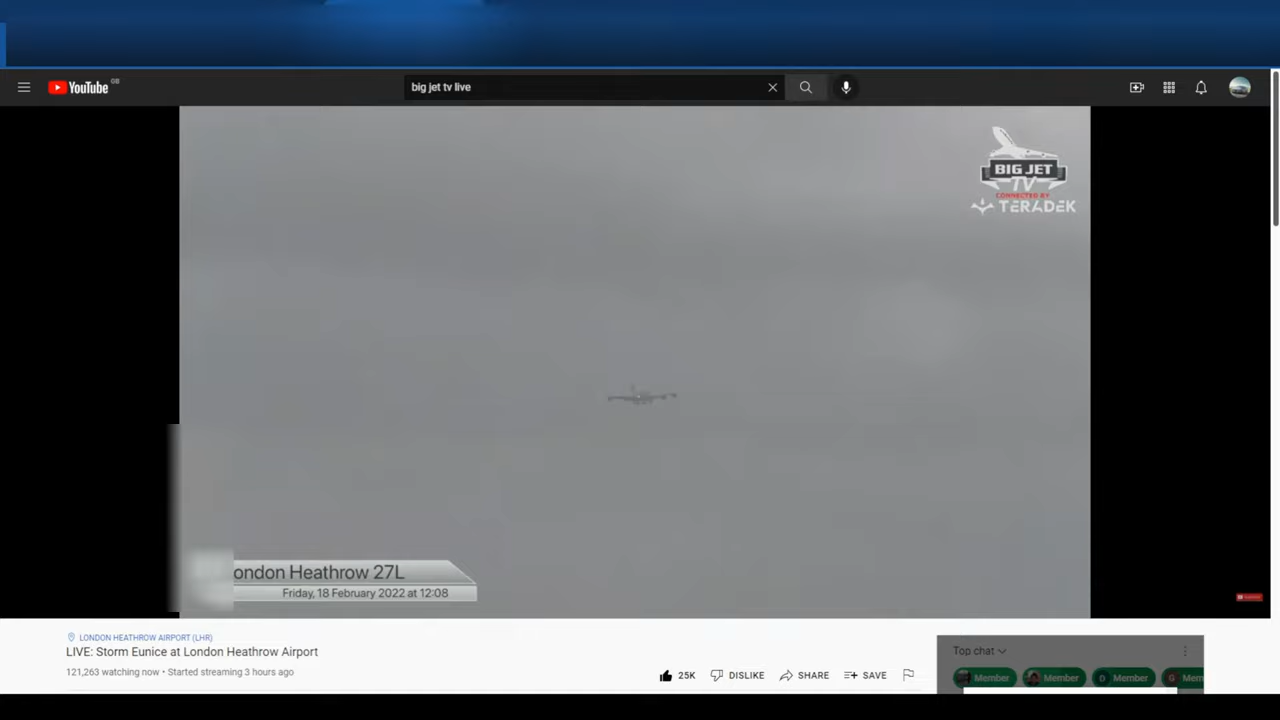 YouTube GB
big jet tv live
BIG JET
TV
CONNECTED BY
TERADEK
ondon Heathrow 27L
Friday, 18 February 2022 at 12:08
LONDON HEATHROW AIRPORT (LHR)
LIVE: Storm Eunice at London Heathrow Airport
121,263 watching now • Started streaming 3 hours ago
25K DISLIKE SHARE SAVE
Top chat
Member Member D Member G Mem